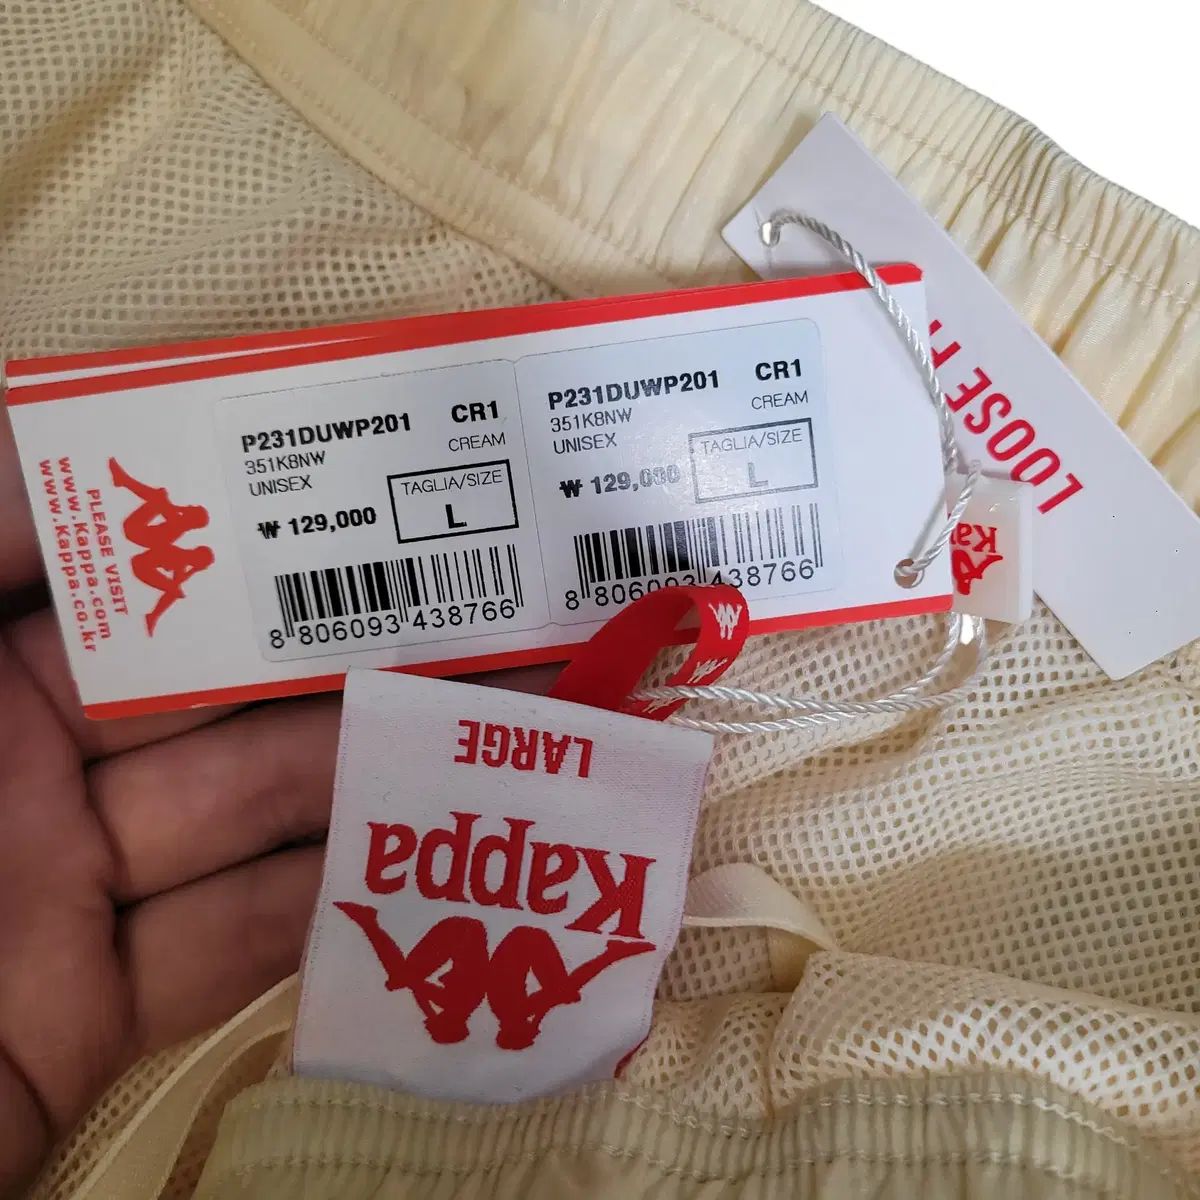 P231DUWP201 CR1
351K8NW CREAM
UNISEX
TAGLIA/SIZE
L
₩ 129,000
8 806093 438766
P231DUWP201 CR1
351K8NW CREAM
UNISEX
TAGLIA/SIZE
L
₩ 129,000
8 806093 438766
PLEASE VISIT
www.Kappa.com
www.Kappa.co.kr
LOOSE
LARGE
Kappa